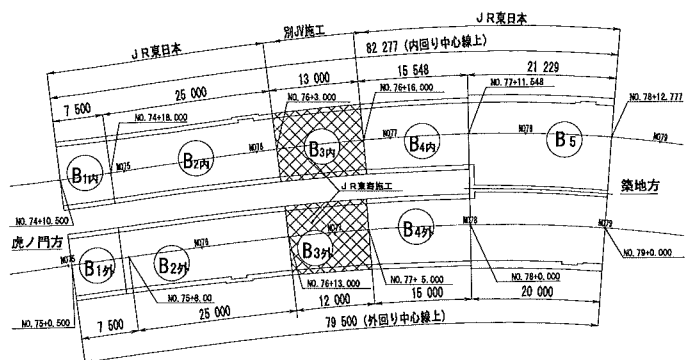 別JV施工
JR東日本
JR東日本
82 277 (内回り中心線上)
13 000
25 000
15 548
21 229
7 500
NO.76+3.000
NO.76+16.000
NO.77+11.548
NO.78+12.777
NO.74+18.000
NO75
NO76
NO77
NO78
NO79
B1内
B2内
B3内
B4内
B5
JR東海施工
NO.74+10.500
虎ノ門方
築地方
NO75
NO76
NO77
NO78
NO79
B1外
B2外
B3外
B4外
NO.75+0.500
NO.75+8.00
NO.76+13.000
NO.77+ 5.000
NO.78+0.000
NO.79+0.000
7 500
25 000
12 000
15 000
20 000
79 500 (外回り中心線上)